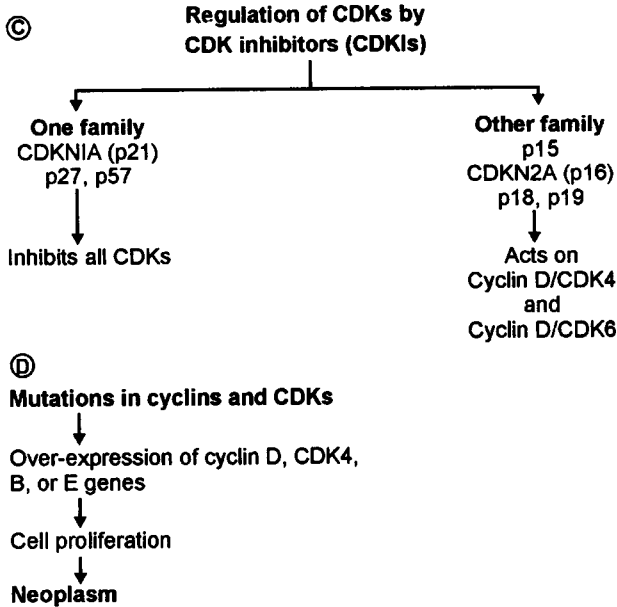 Ⓒ
Regulation of CDKs by
CDK inhibitors (CDKIs)
One family
CDKNIA (p21)
p27, p57
Inhibits all CDKs
Other family
p15
CDKN2A (p16)
p18, p19
Acts on
Cyclin D/CDK4
and
Cyclin D/CDK6
Ⓓ
Mutations in cyclins and CDKs
Over-expression of cyclin D, CDK4,
B, or E genes
Cell proliferation
Neoplasm